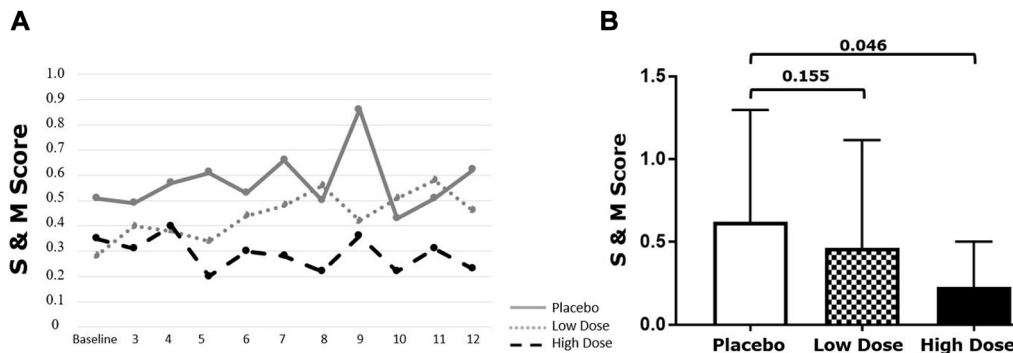 A
S & M Score
1.0
0.9
0.8
0.7
0.6
0.5
0.4
0.3
0.2
0.1
0
Baseline 3 4 5 6 7 8 9 10 11 12
Placebo
Low Dose
High Dose
B
0.046
0.155
S & M Score
1.5
1.0
0.5
0.0
Placebo Low Dose High Dose